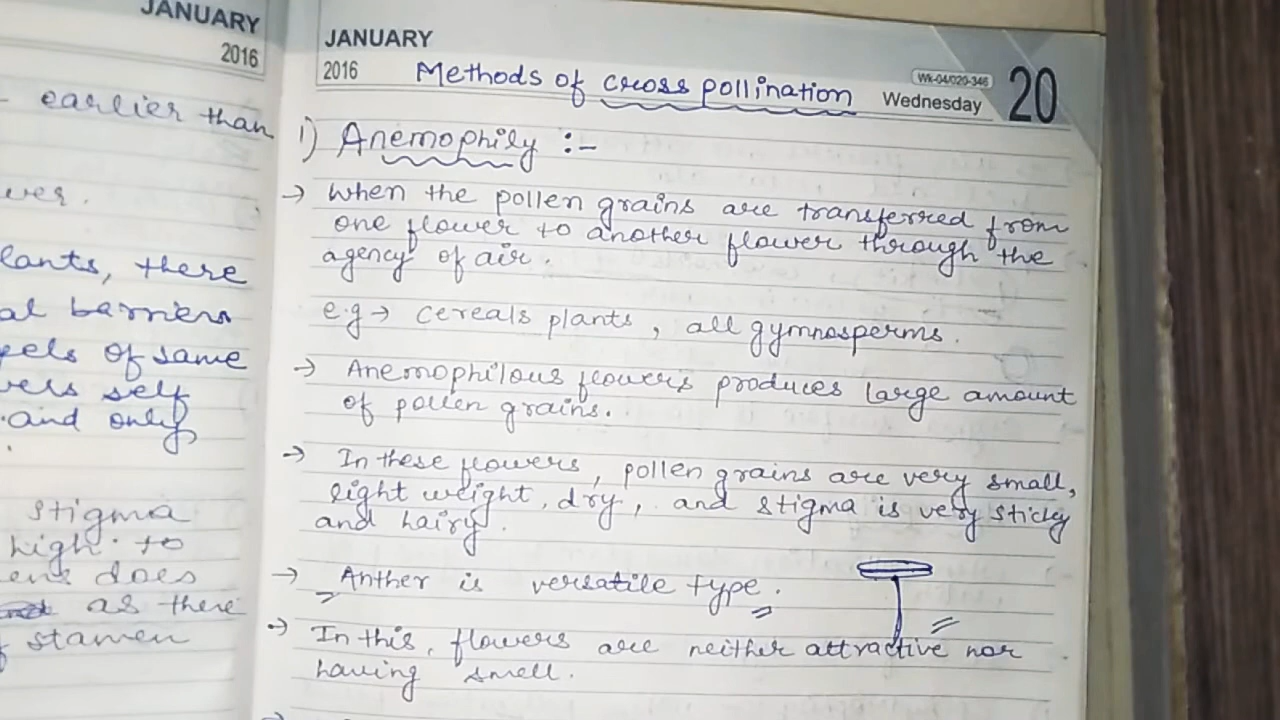 JANUARY
2016
earlier than
lants, there
barriers
of same
self
and only
stigma
high to
does
as there
stamen
JANUARY
2016
Methods of cross pollination
Wk-04/020-346
Wednesday
20
1) Anemophily :-
→ When the pollen grains are transferred from
one flower to another flower through the
agency of air.
e.g → cereals plants, all gymnosperms.
→ Anemophilous flowers produces large amount
of pollen grains.
→ In these flowers, pollen grains are very small,
light weight, dry, and stigma is very sticky
and hairy.
→ Anther is versatile type.
→ In this, flowers are neither attractive nor
having smell.